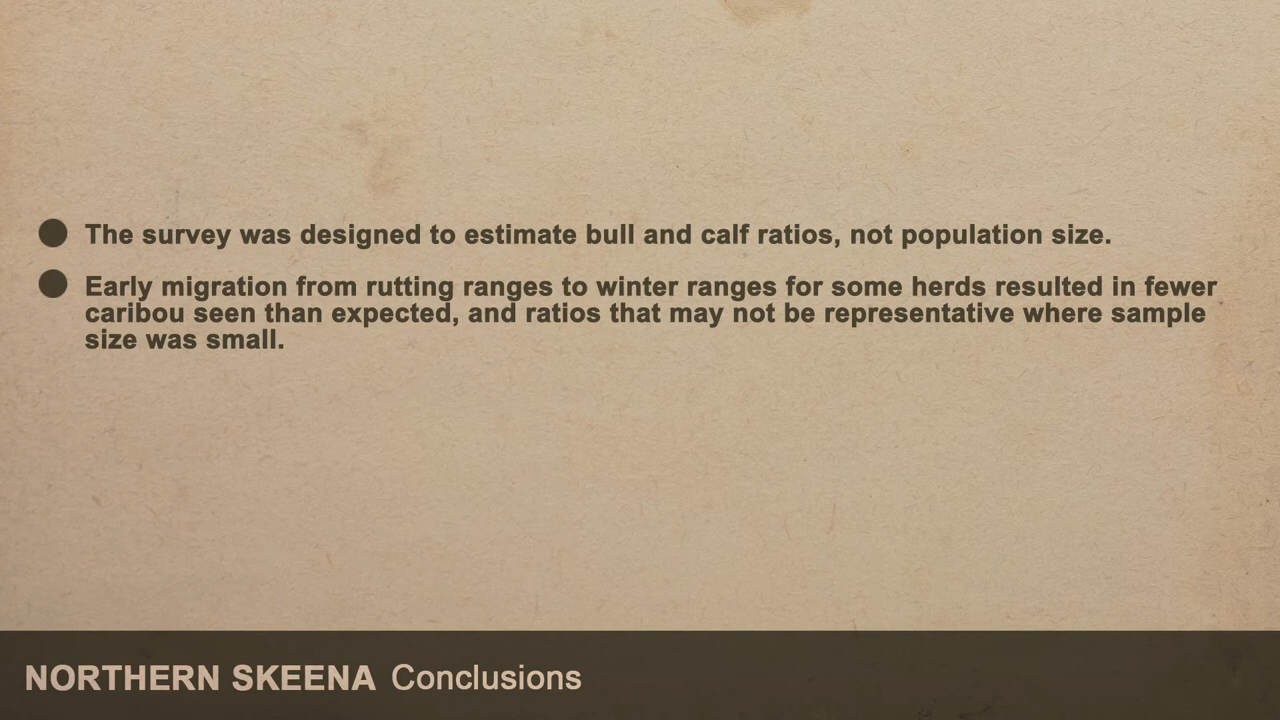 The survey was designed to estimate bull and calf ratios, not population size.
Early migration from rutting ranges to winter ranges for some herds resulted in fewer
caribou seen than expected, and ratios that may not be representative where sample
size was small.
NORTHERN SKEENA Conclusions